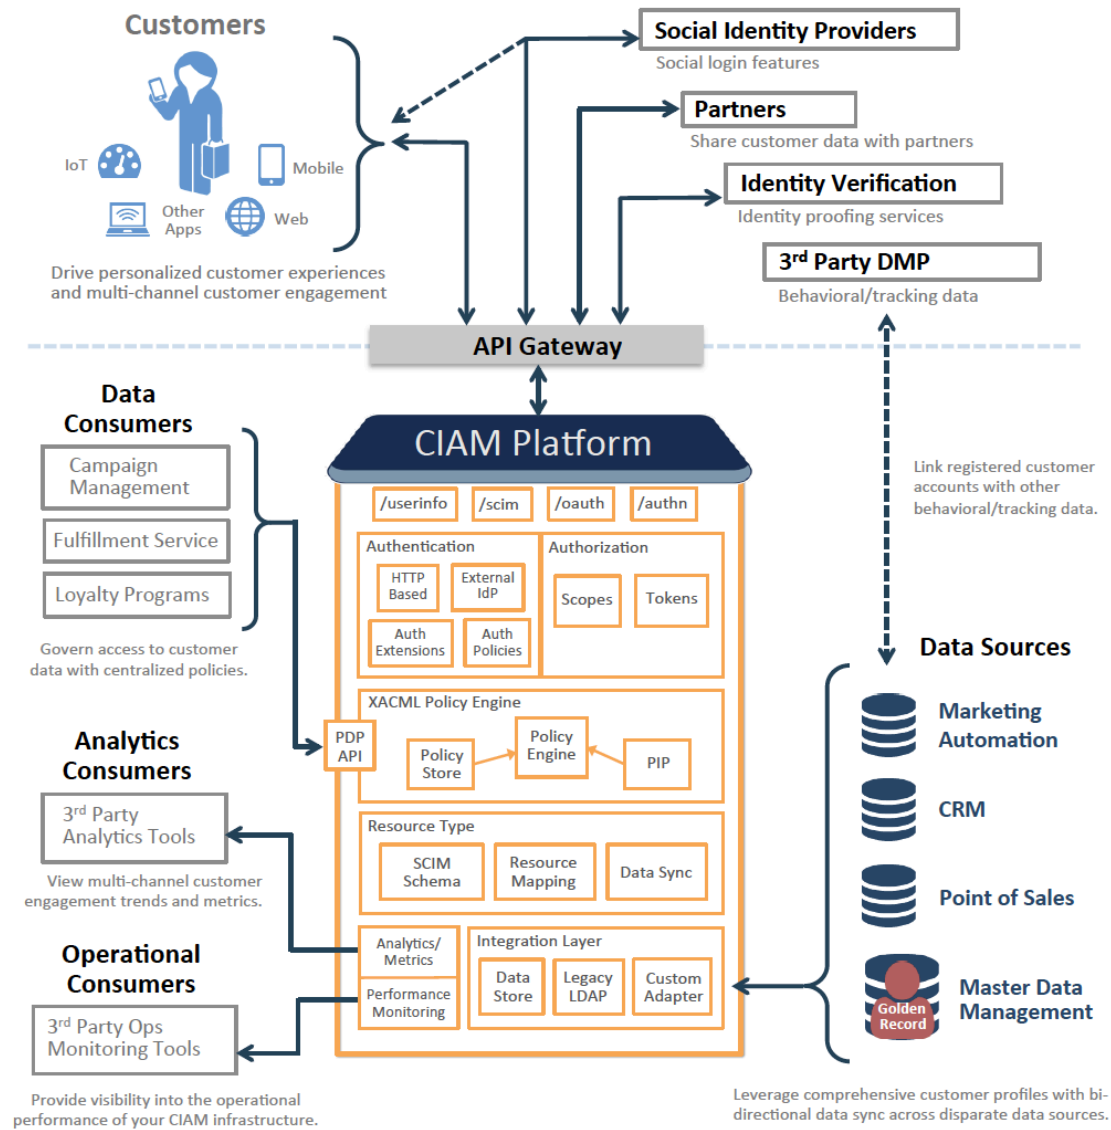 Customers
IoT
Mobile
Other
Apps
Web
Drive personalized customer experiences
and multi-channel customer engagement
Social Identity Providers
Social login features
Partners
Share customer data with partners
Identity Verification
Identity proofing services
3rd Party DMP
Behavioral/tracking data
API Gateway
Link registered customer
accounts with other
behavioral/tracking data.
Data
Consumers
Campaign
Management
Fulfillment Service
Loyalty Programs
Govern access to customer
data with centralized policies.
Analytics
Consumers
3rd Party
Analytics Tools
View multi-channel customer
engagement trends and metrics.
Operational
Consumers
3rd Party Ops
Monitoring Tools
Provide visibility into the operational
performance of your CIAM infrastructure.
CIAM Platform
/userinfo
/scim
/oauth
/authn
Authentication
HTTP
Based
External
IdP
Auth
Extensions
Auth
Policies
Authorization
Scopes
Tokens
XACML Policy Engine
PDP
API
Policy
Store
Policy
Engine
PIP
Resource Type
SCIM
Schema
Resource
Mapping
Data Sync
Analytics/
Metrics
Performance
Monitoring
Integration Layer
Data
Store
Legacy
LDAP
Custom
Adapter
Data Sources
Marketing
Automation
CRM
Point of Sales
Golden
Record
Master Data
Management
Leverage comprehensive customer profiles with bi-
directional data sync across disparate data sources.